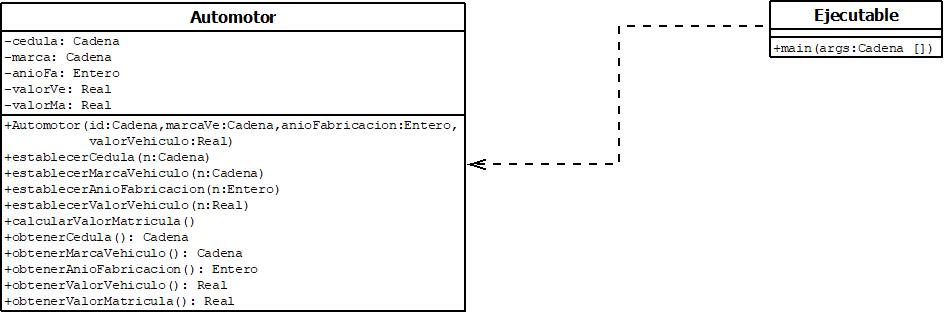 Automotor
-cedula: Cadena
-marca: Cadena
-anioFa: Entero
-valorVe: Real
-valorMa: Real
+Automotor(id:Cadena,marcaVe:Cadena,anioFabricacion:Entero,
valorVehiculo:Real)
+establecerCedula(n:Cadena)
+establecerMarcaVehiculo(n:Cadena)
+establecerAnioFabricacion(n:Entero)
+establecerValorVehiculo(n:Real)
+calcularValorMatricula()
+obtenerCedula(): Cadena
+obtenerMarcaVehiculo(): Cadena
+obtenerAnioFabricacion(): Entero
+obtenerValorVehiculo(): Real
+obtenerValorMatricula(): Real
Ejecutable
+main(args:Cadena [])